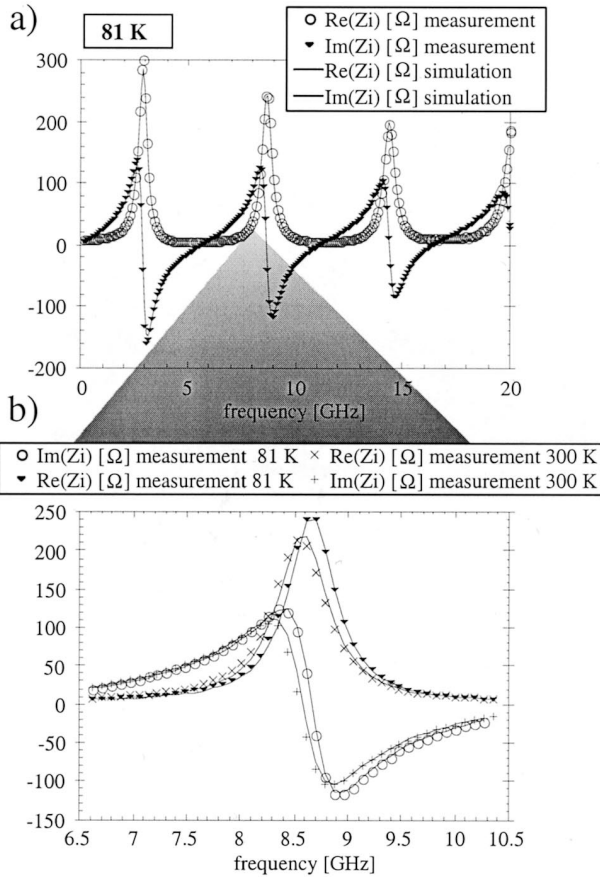 a)
81 K
Re(Zi) [Ω] measurement
Im(Zi) [Ω] measurement
Re(Zi) [Ω] simulation
Im(Zi) [Ω] simulation
300
200
100
0
-100
-200
0 5 10 15 20
frequency [GHz]
b)
Im(Zi) [Ω] measurement 81 K Re(Zi) [Ω] measurement 300 K
Re(Zi) [Ω] measurement 81 K Im(Zi) [Ω] measurement 300 K
250
200
150
100
50
0
-50
-100
-150
6.5 7 7.5 8 8.5 9 9.5 10 10.5
frequency [GHz]